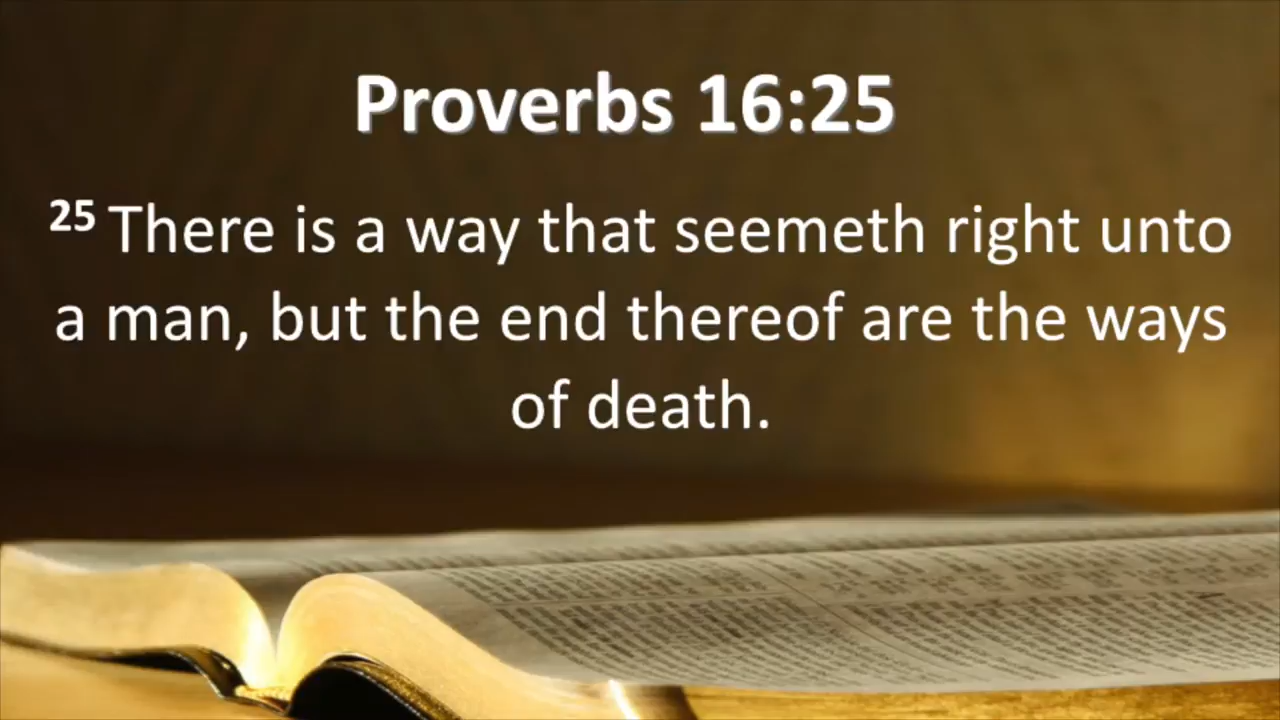 Proverbs 16:25
25 There is a way that seemeth right unto
a man, but the end thereof are the ways
of death.